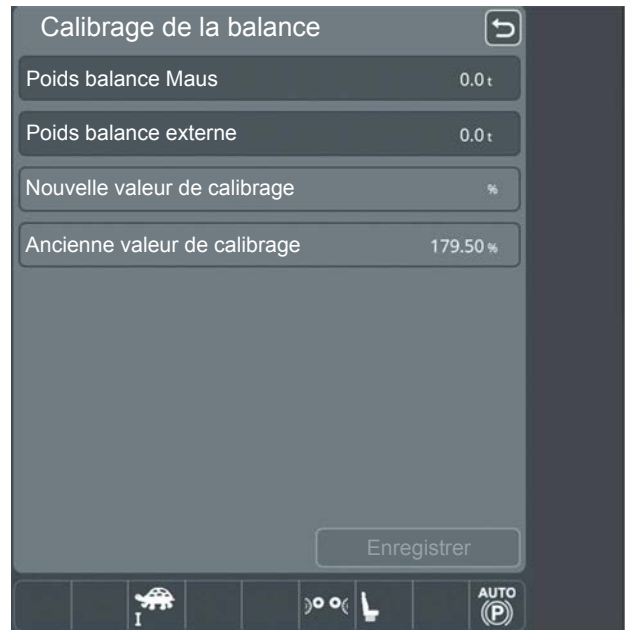 Calibrage de la balance
Poids balance Maus 0.0 t
Poids balance externe 0.0 t
Nouvelle valeur de calibrage %
Ancienne valeur de calibrage 179.50 %
Enregistrer
I
AUTO
P